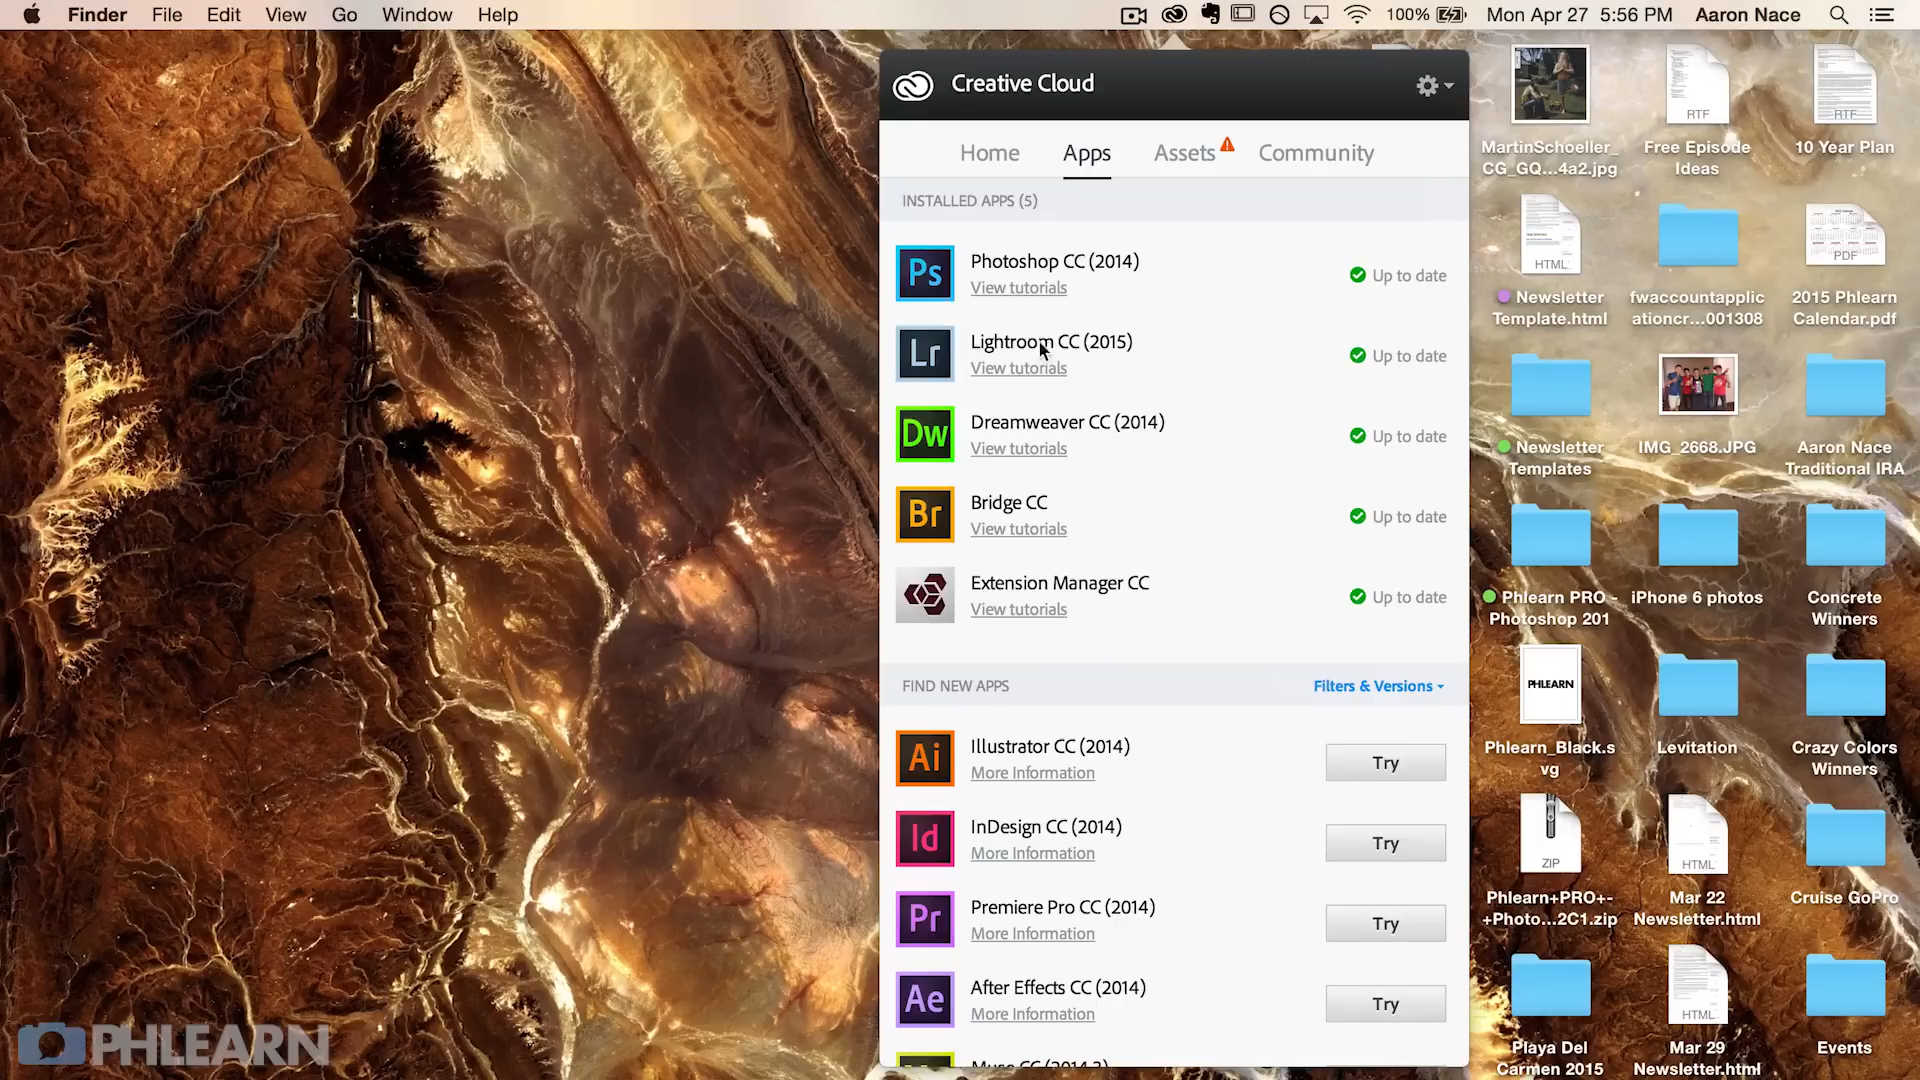 Finder File Edit View Go Window Help 100% Mon Apr 27 5:56 PM Aaron Nace
Creative Cloud
Home Apps Assets Community
INSTALLED APPS (5)
Ps Photoshop CC (2014)
View tutorials
Up to date
Lr Lightroom CC (2015)
View tutorials
Up to date
Dw Dreamweaver CC (2014)
View tutorials
Up to date
Br Bridge CC
View tutorials
Up to date
Extension Manager CC
View tutorials
Up to date
FIND NEW APPS Filters & Versions
Ai Illustrator CC (2014)
More Information
Try
Id InDesign CC (2014)
More Information
Try
Pr Premiere Pro CC (2014)
More Information
Try
Ae After Effects CC (2014)
More Information
Try
RTF
RTF
MartinSchoeller_
CG_GQ...4a2.jpg
Free Episode
Ideas
10 Year Plan
HTML
PDF
Newsletter
Template.html
fwaccountapplic
ationcr...001308
2015 Phlearn
Calendar.pdf
Newsletter
Templates
IMG_2668.JPG
Aaron Nace
Traditional IRA
Phlearn PRO -
Photoshop 201
iPhone 6 photos
Concrete
Winners
PHLEARN
Phlearn_Black.s
vg
Levitation
Crazy Colors
Winners
ZIP
HTML
Phlearn+PRO+-
+Photo...2C1.zip
Mar 22
Newsletter.html
Cruise GoPro
HTML
Playa Del
Carmen 2015
Mar 29
Newsletter.html
Events
PHLEARN